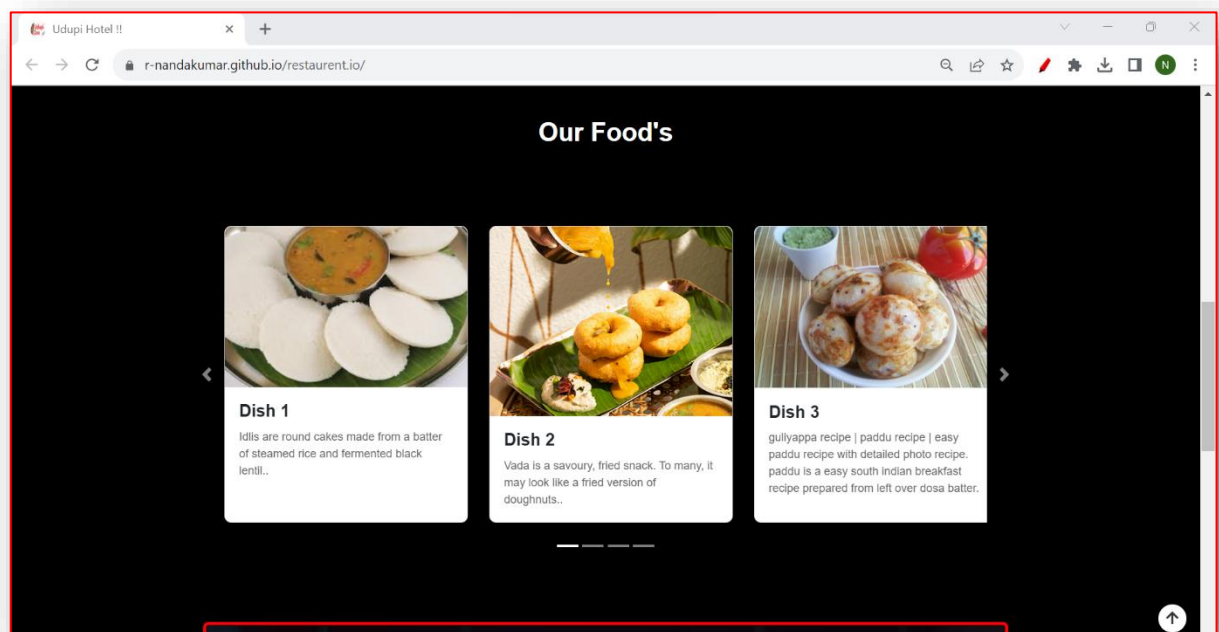 Udupi Hotel !!
r-nandakumar.github.io/restaurent.io/
N
Our Food's
Dish 1
Idlis are round cakes made from a batter
of steamed rice and fermented black
lentil..
Dish 2
Vada is a savoury, fried snack. To many, it
may look like a fried version of
doughnuts..
Dish 3
guliyappa recipe | paddu recipe | easy
paddu recipe with detailed photo recipe.
paddu is a easy south indian breakfast
recipe prepared from left over dosa batter.